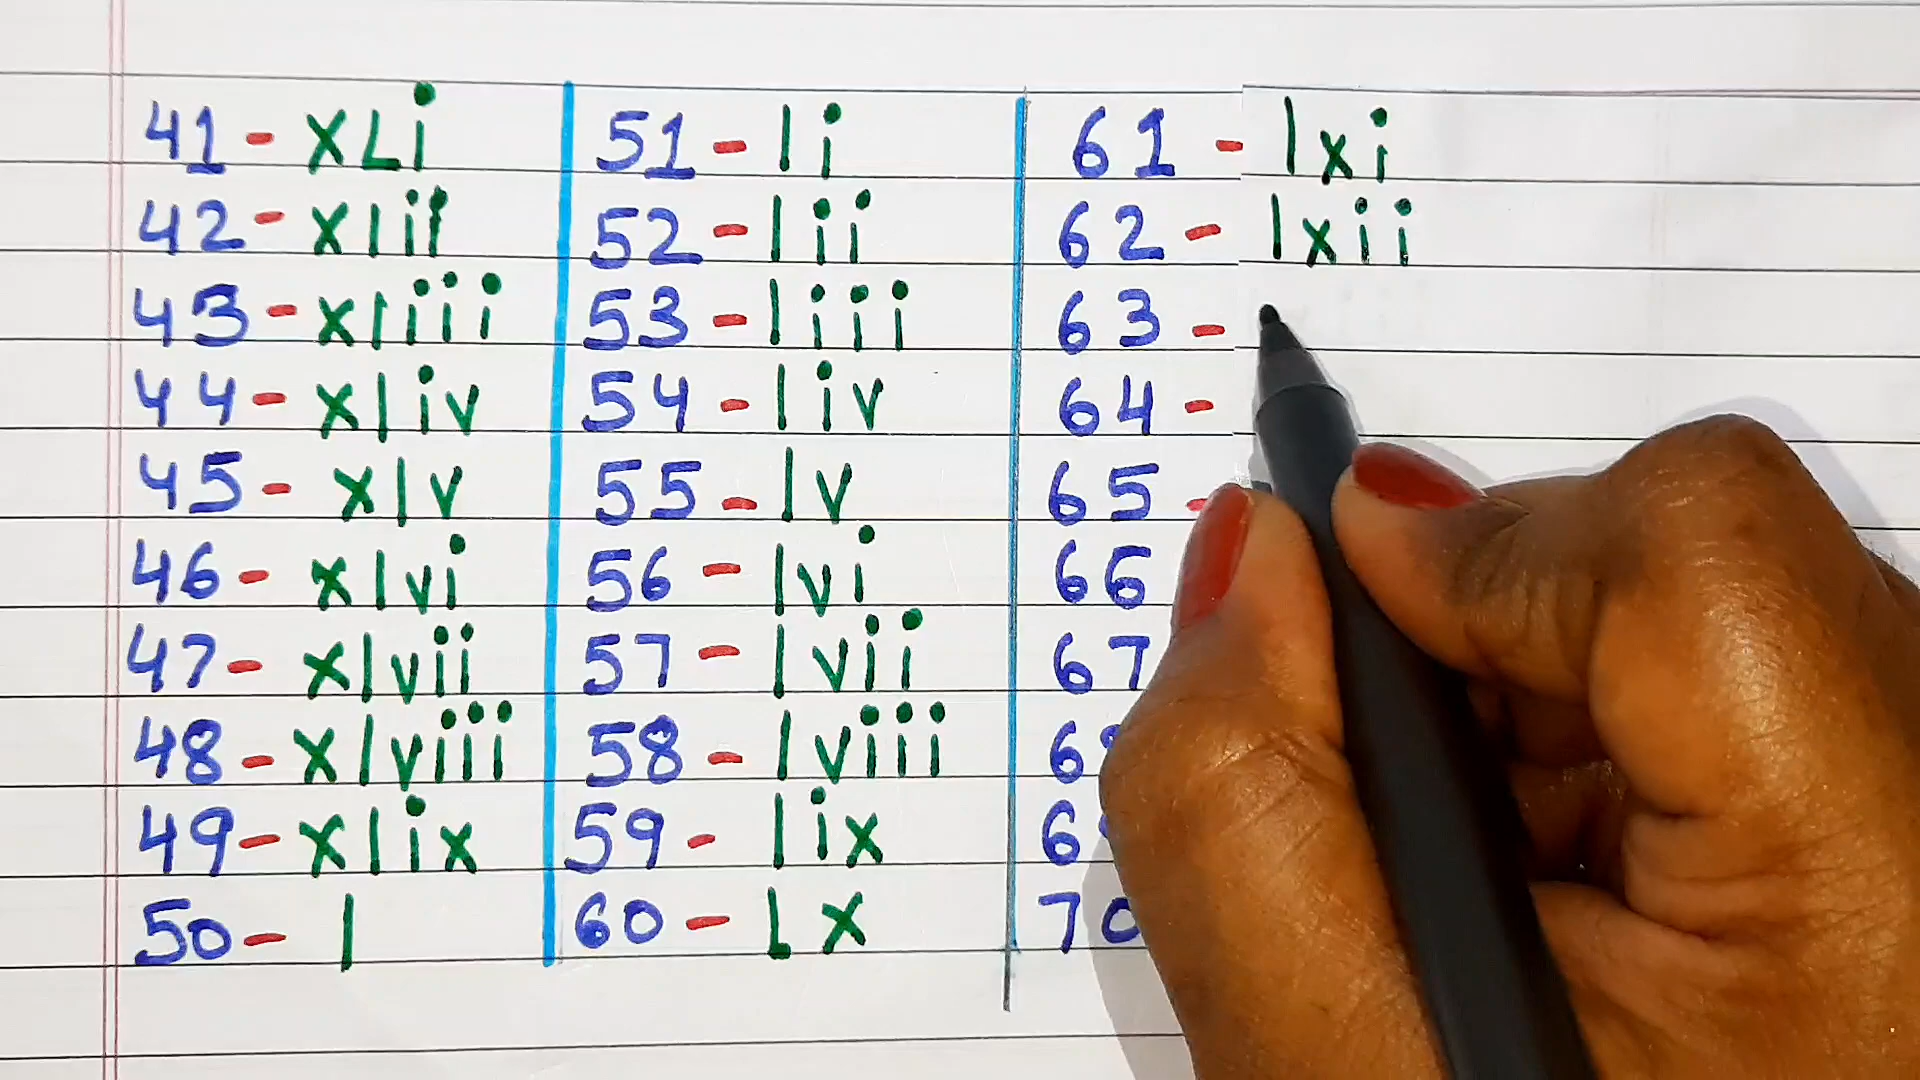 41 - xLi
42 - xlii
43 - xliii
44 - xliv
45 - xlv
46 - xlvi
47 - xlvii
48 - xlviii
49 - xlix
50 - l
51 - li
52 - lii
53 - liii
54 - liv
55 - lv
56 - lvi
57 - lvii
58 - lviii
59 - lix
60 - Lx
61 - lxi
62 - lxii
63 -
64 -
65 -
66
67
70